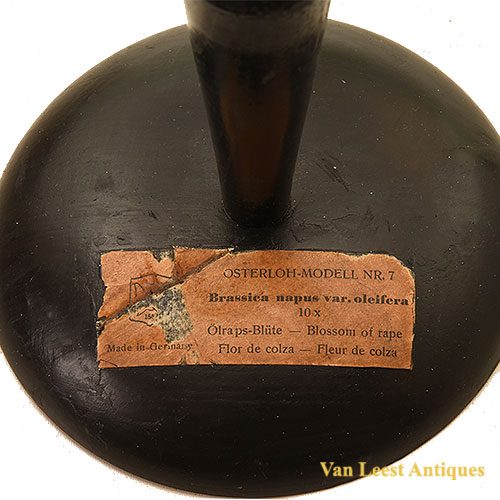 OSTERLOH-MODELL NR. 7
Brassica napus var. oleifera
10 x
Ölraps-Blüte — Blossom of rape
Made in Germany
Flor de colza — Fleur de colza
Van Leest Antiques